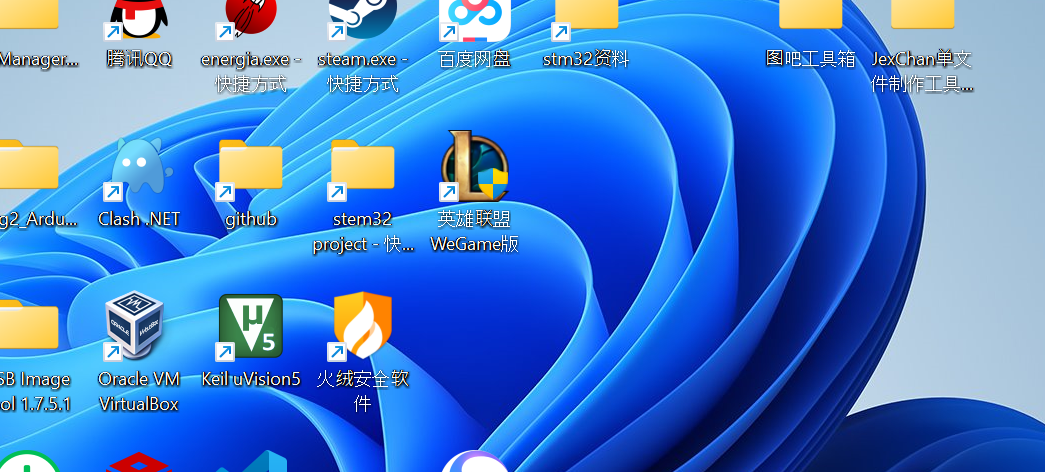 Manager...
腾讯QQ
energia.exe -
快捷方式
steam.exe -
快捷方式
百度网盘
stm32资料
图吧工具箱
JexChan单文
件制作工具...
g2_Ardu...
Clash .NET
github
stem32
project - 快...
英雄联盟
WeGame版
SB Image
ol 1.7.5.1
Oracle VM
VirtualBox
Keil uVision5
火绒安全软
件